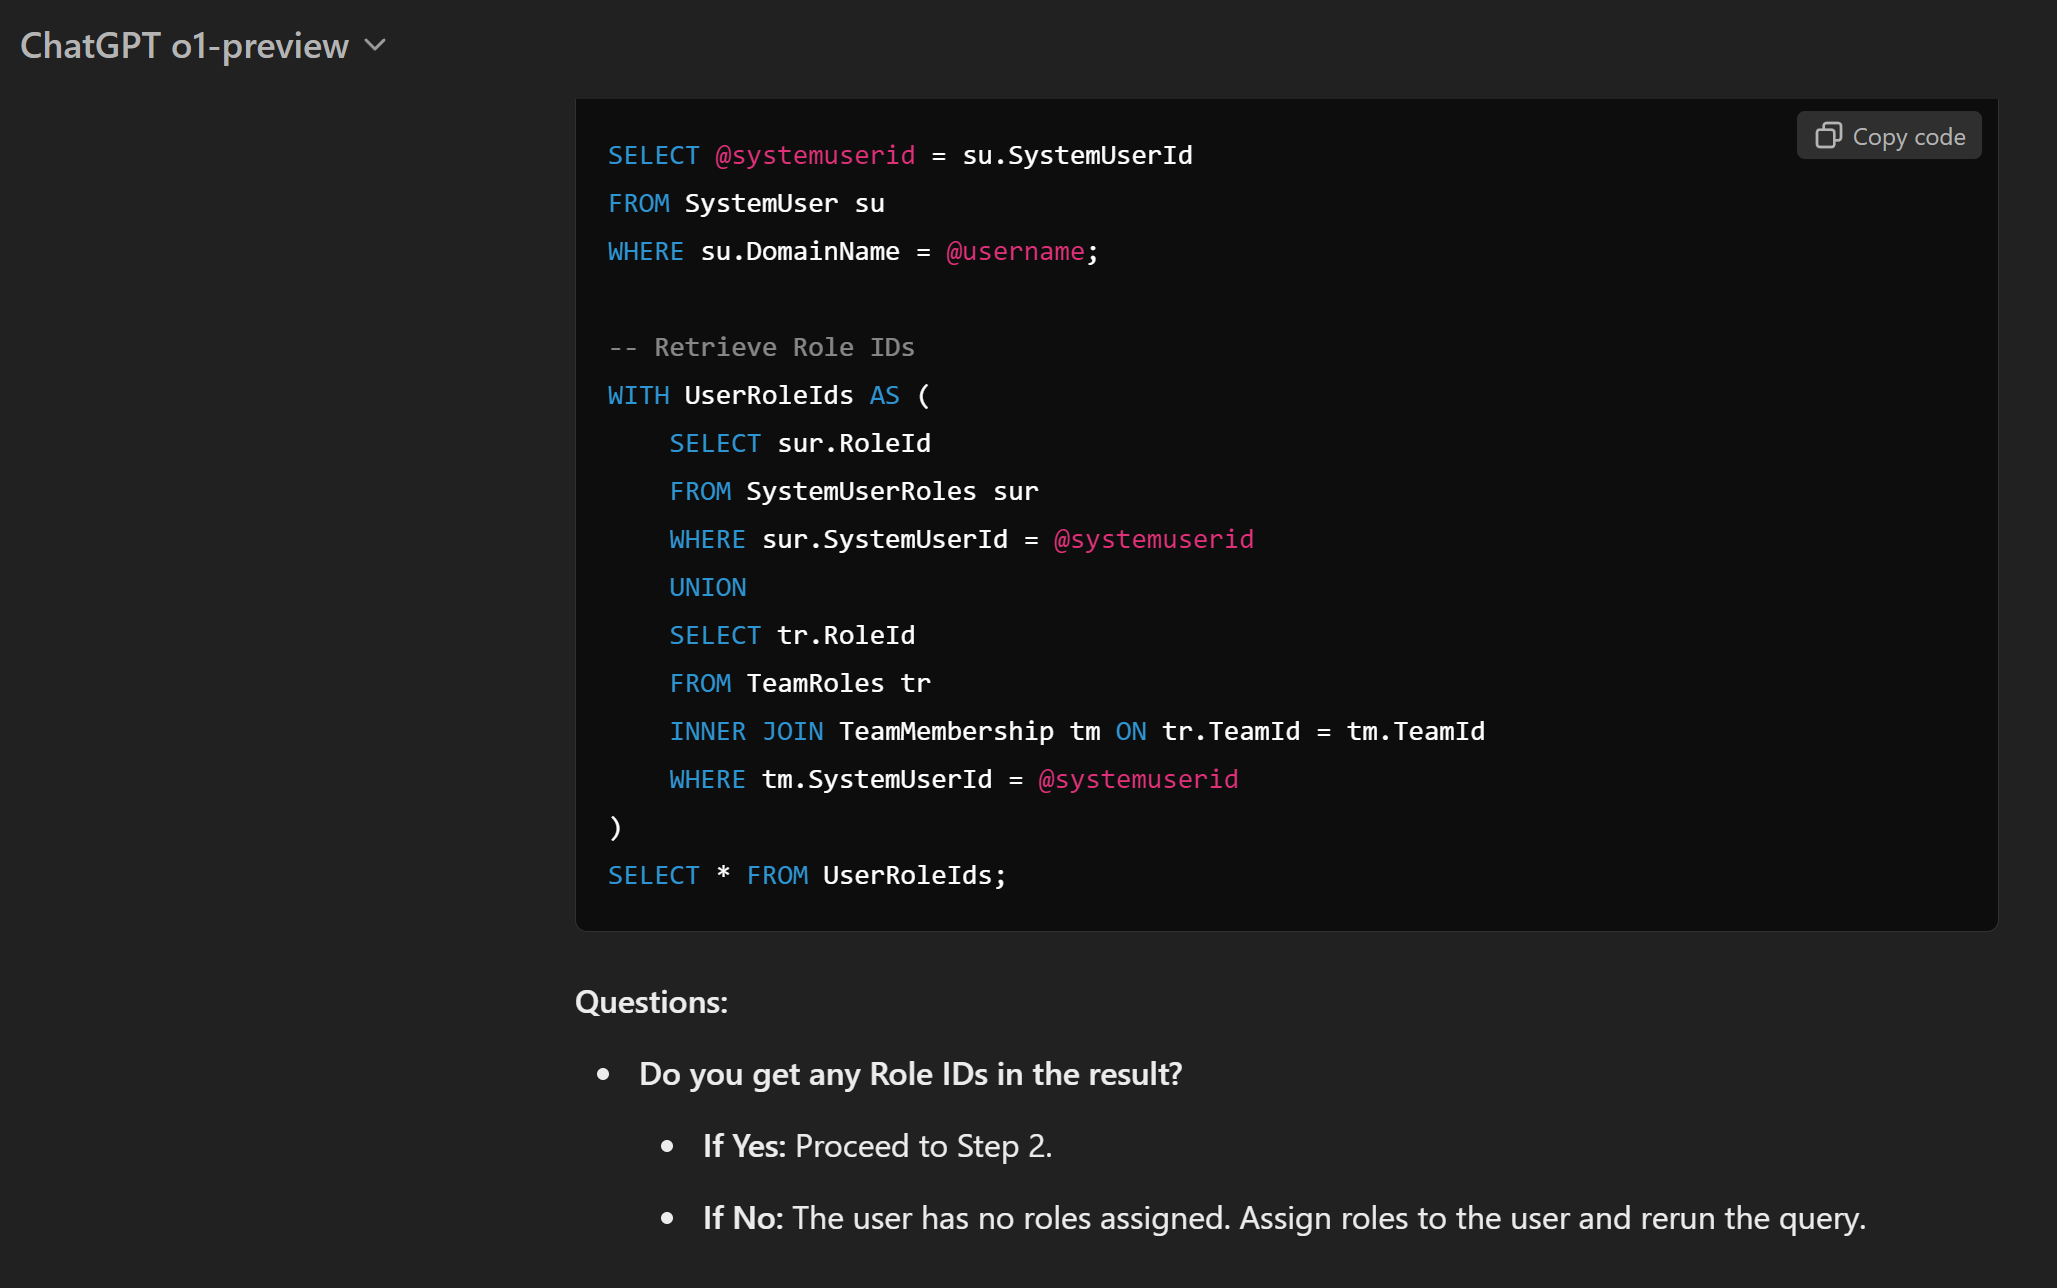 ChatGPT o1-preview
Copy code
SELECT @systemuserid = su.SystemUserId
FROM SystemUser su
WHERE su.DomainName = @username;
-- Retrieve Role IDs
WITH UserRoleIds AS (
    SELECT sur.RoleId
    FROM SystemUserRoles sur
    WHERE sur.SystemUserId = @systemuserid
    UNION
    SELECT tr.RoleId
    FROM TeamRoles tr
    INNER JOIN TeamMembership tm ON tr.TeamId = tm.TeamId
    WHERE tm.SystemUserId = @systemuserid
)
SELECT * FROM UserRoleIds;
Questions:
• Do you get any Role IDs in the result?
• If Yes: Proceed to Step 2.
• If No: The user has no roles assigned. Assign roles to the user and rerun the query.